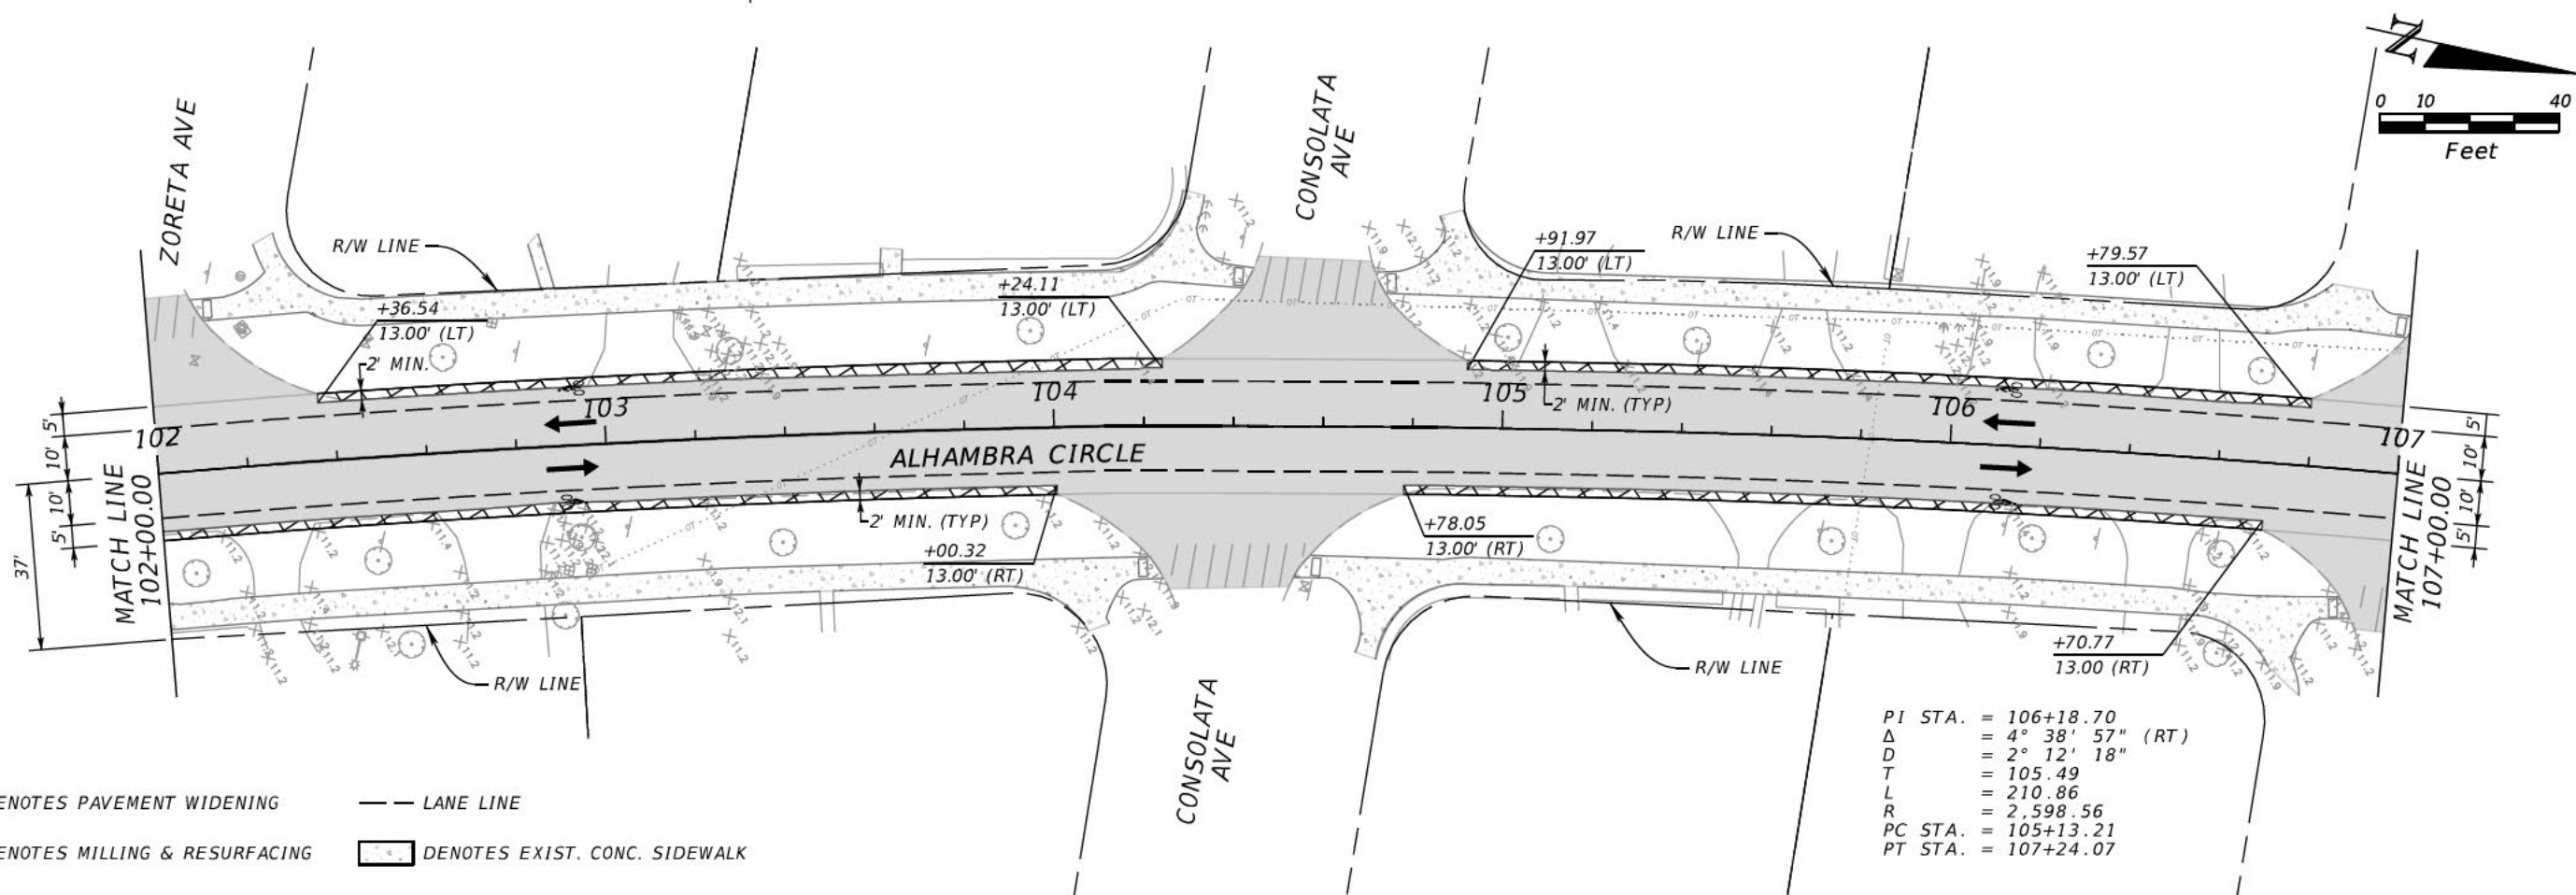 N
0 10 40
Feet
ZORETA AVE
CONSOLATA
AVE
R/W LINE
+36.54
13.00' (LT)
2' MIN.
+24.11
13.00' (LT)
+91.97
13.00' (LT)
R/W LINE
+79.57
13.00' (LT)
2' MIN. (TYP)
102
103
104
105
106
107
ALHAMBRA CIRCLE
5'
10'
10'
5'
37'
MATCH LINE
102+00.00
2' MIN. (TYP)
+00.32
13.00' (RT)
+78.05
13.00' (RT)
5'
10'
10'
5'
MATCH LINE
107+00.00
+70.77
13.00 (RT)
R/W LINE
R/W LINE
CONSOLATA
AVE
PI STA. = 106+18.70
Δ = 4° 38' 57" (RT)
D = 2° 12' 18"
T = 105.49
L = 210.86
R = 2,598.56
PC STA. = 105+13.21
PT STA. = 107+24.07
ENOTES PAVEMENT WIDENING
LANE LINE
ENOTES MILLING & RESURFACING
DENOTES EXIST. CONC. SIDEWALK